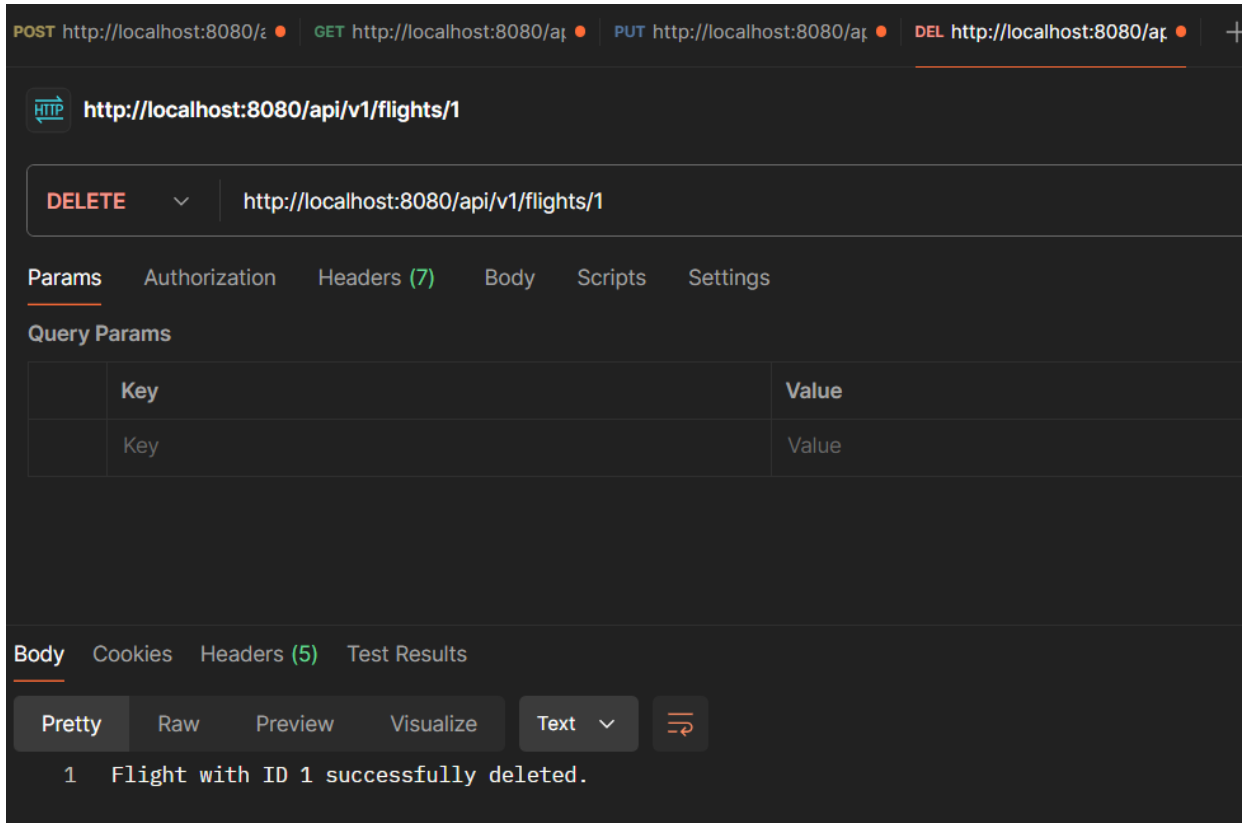 POST http://localhost:8080/a GET http://localhost:8080/ap PUT http://localhost:8080/ap DEL http://localhost:8080/ap +
HTTP http://localhost:8080/api/v1/flights/1
DELETE http://localhost:8080/api/v1/flights/1
Params Authorization Headers (7) Body Scripts Settings
Query Params
Key Value
Key Value
Body Cookies Headers (5) Test Results
Pretty Raw Preview Visualize Text
1 Flight with ID 1 successfully deleted.